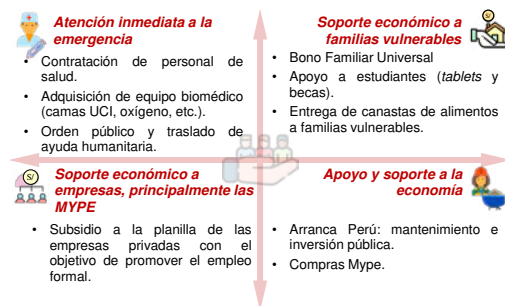 Atención inmediata a la
emergencia
• Contratación de personal de
salud.
• Adquisición de equipo biomédico
(camas UCI, oxígeno, etc.).
• Orden público y traslado de
ayuda humanitaria.
S/
Soporte económico a
familias vulnerables
• Bono Familiar Universal
• Apoyo a estudiantes (tablets y
becas).
• Entrega de canastas de alimentos
a familias vulnerables.
S/
Soporte económico a
empresas, principalmente las
MYPE
• Subsidio a la planilla de las
empresas privadas con el
objetivo de promover el empleo
formal.
Apoyo y soporte a la
economía
• Arranca Perú: mantenimiento e
inversión pública.
• Compras Mype.